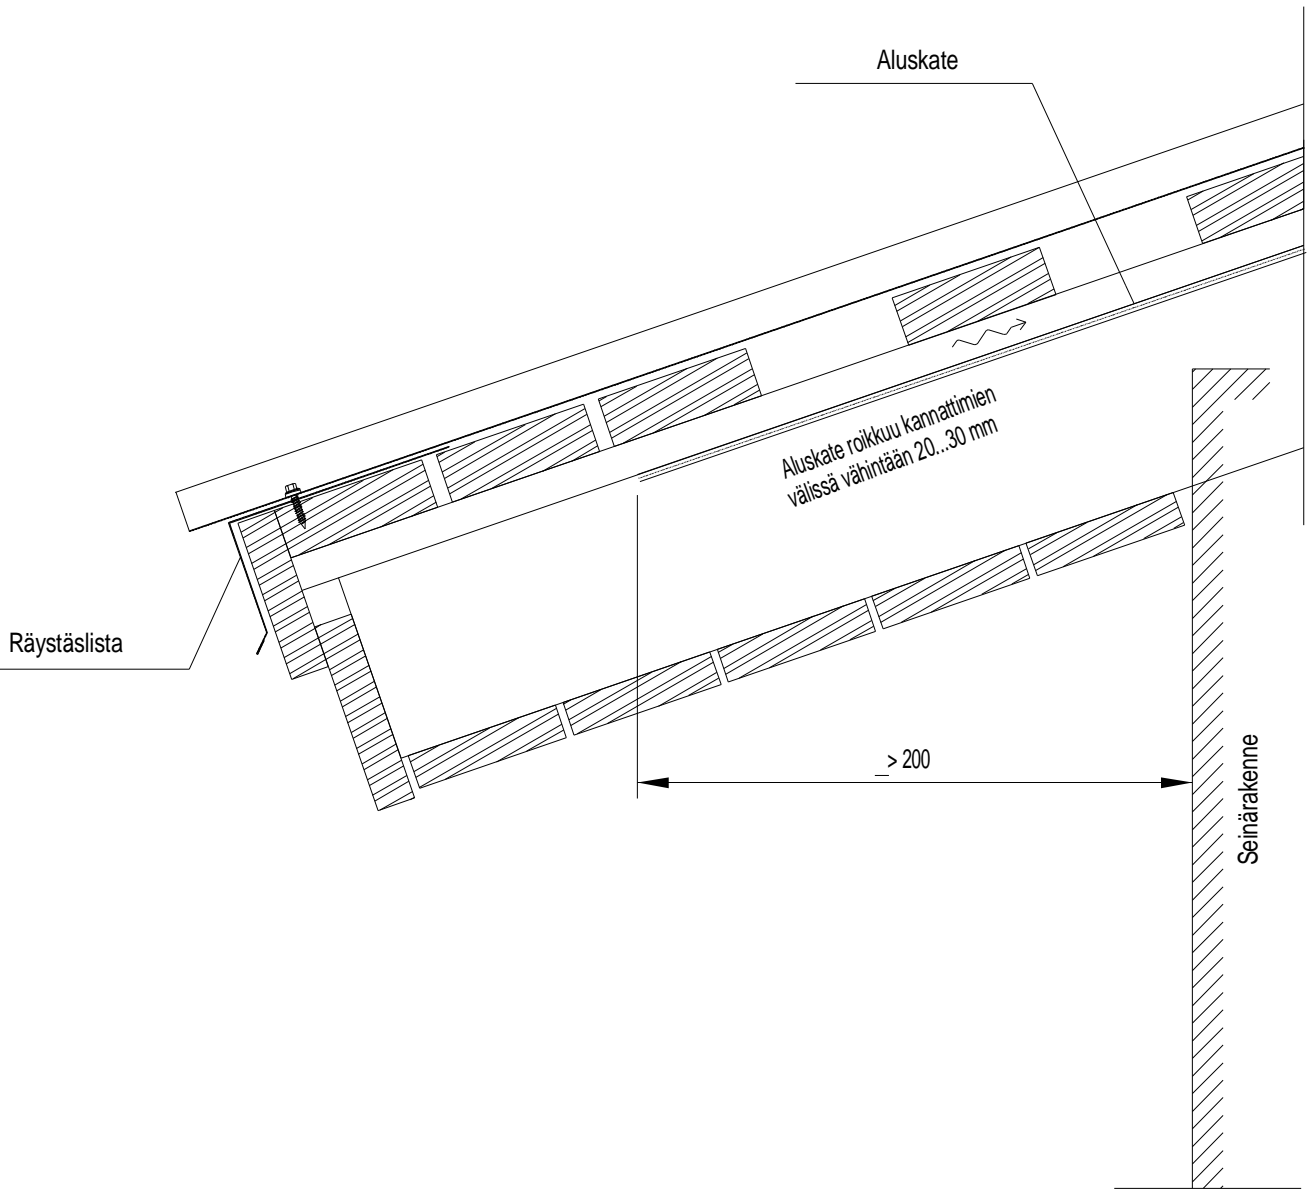 Aluskate
Aluskate roikkuu kannattimien
välissä vähintään 20...30 mm
Räystäslista
_> 200
Seinärakenne